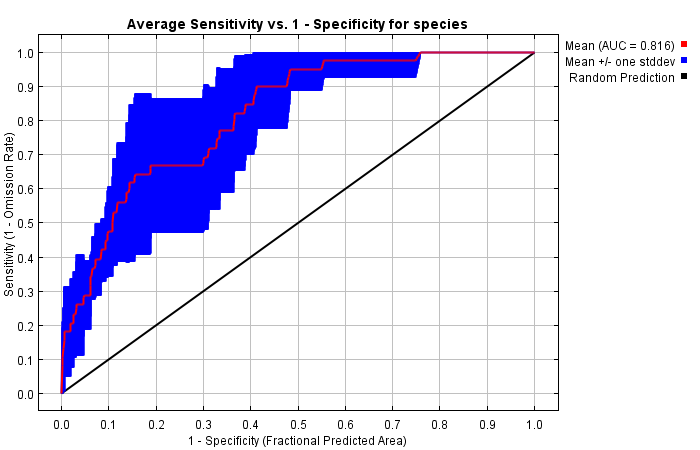 Average Sensitivity vs. 1 - Specificity for species
Mean (AUC = 0.816)
Mean +/- one stddev
Random Prediction
Sensitivity (1 - Omission Rate)
1.0
0.9
0.8
0.7
0.6
0.5
0.4
0.3
0.2
0.1
0.0
0.0 0.1 0.2 0.3 0.4 0.5 0.6 0.7 0.8 0.9 1.0
1 - Specificity (Fractional Predicted Area)